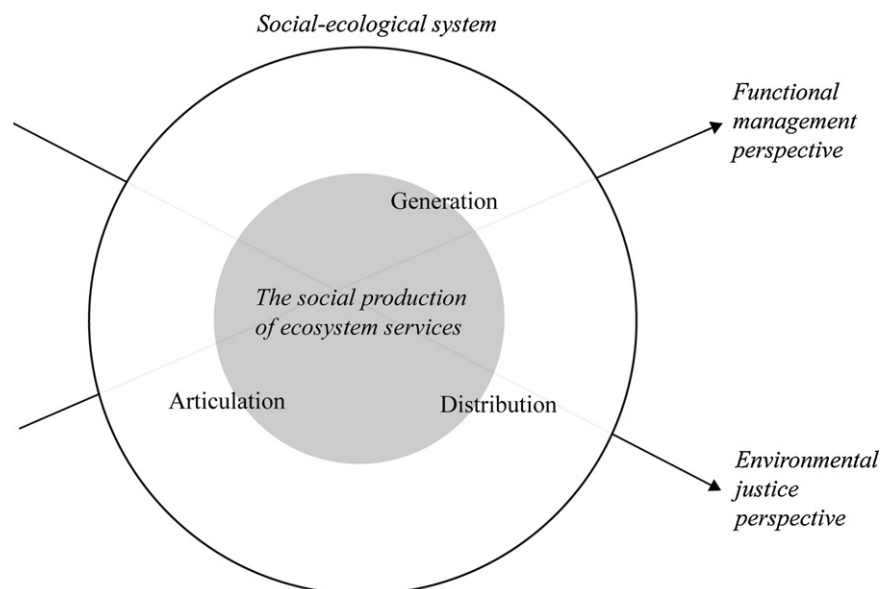 Social-ecological system
Functional
management
perspective
Generation
The social production
of ecosystem services
Articulation
Distribution
Environmental
justice
perspective